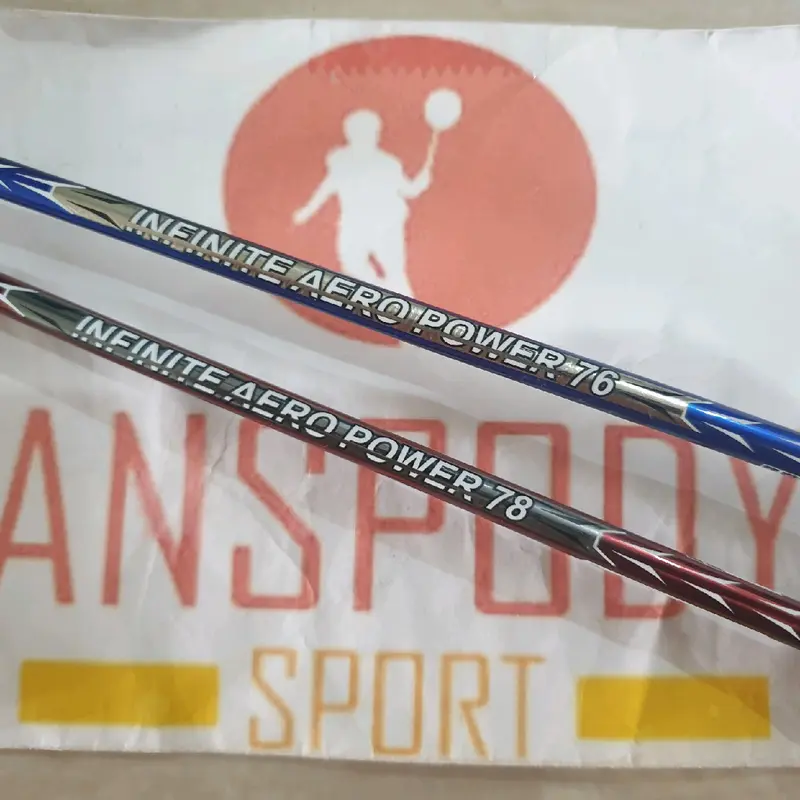 INFINITE AERO POWER 76
INFINITE AERO POWER 78
ANSPODY
SPORT